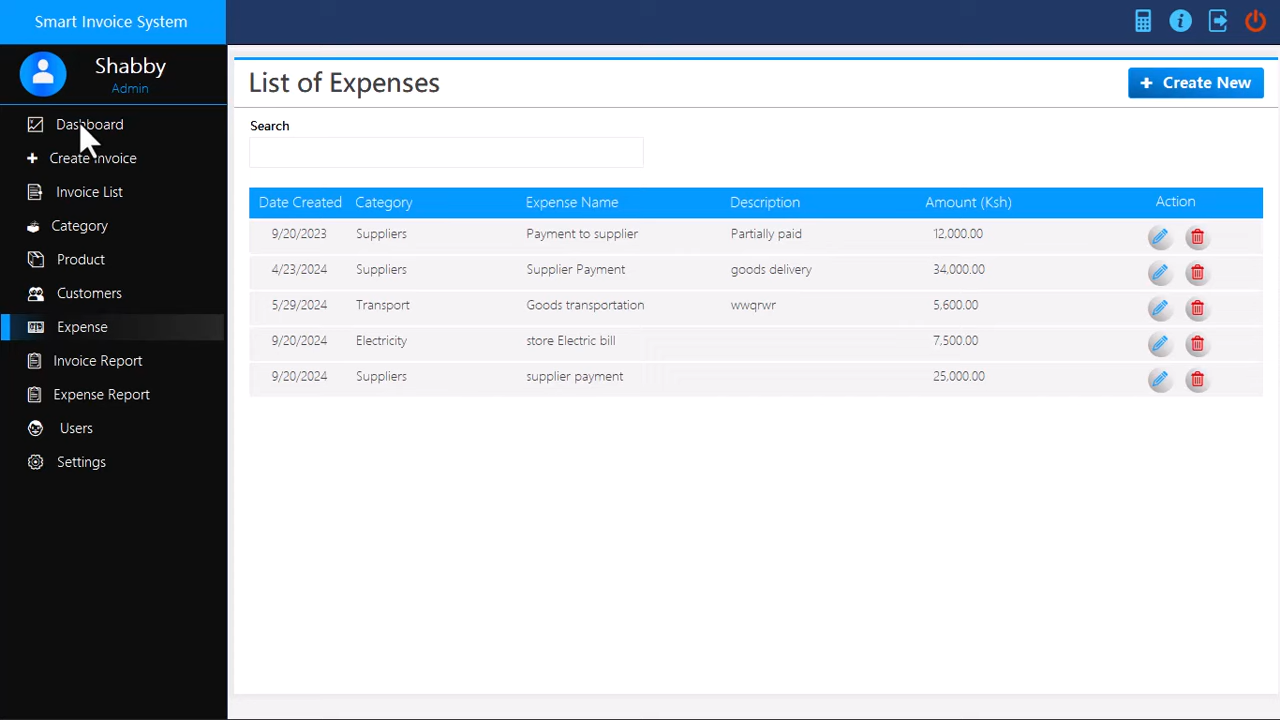 Smart Invoice System
Shabby
Admin
Dashboard
Create Invoice
Invoice List
Category
Product
Customers
Expense
Invoice Report
Expense Report
Users
Settings
List of Expenses
+ Create New
Search
Date Created Category Expense Name Description Amount (Ksh) Action
9/20/2023 Suppliers Payment to supplier Partially paid 12,000.00
4/23/2024 Suppliers Supplier Payment goods delivery 34,000.00
5/29/2024 Transport Goods transportation wwqrwr 5,600.00
9/20/2024 Electricity store Electric bill 7,500.00
9/20/2024 Suppliers supplier payment 25,000.00